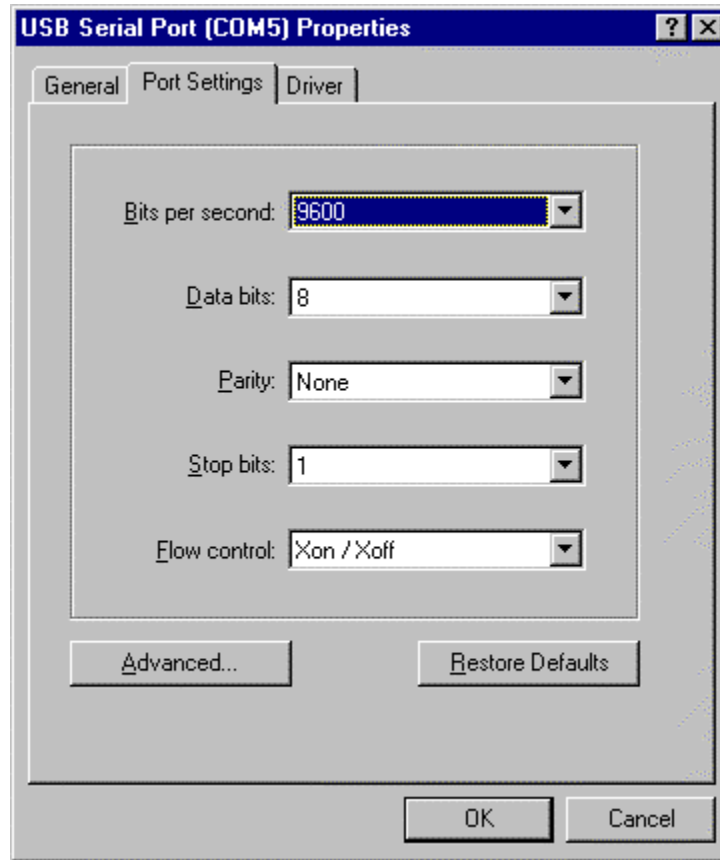 USB Serial Port (COM5) Properties
General Port Settings Driver
Bits per second: 9600
Data bits: 8
Parity: None
Stop bits: 1
Flow control: Xon / Xoff
Advanced... Restore Defaults
OK Cancel